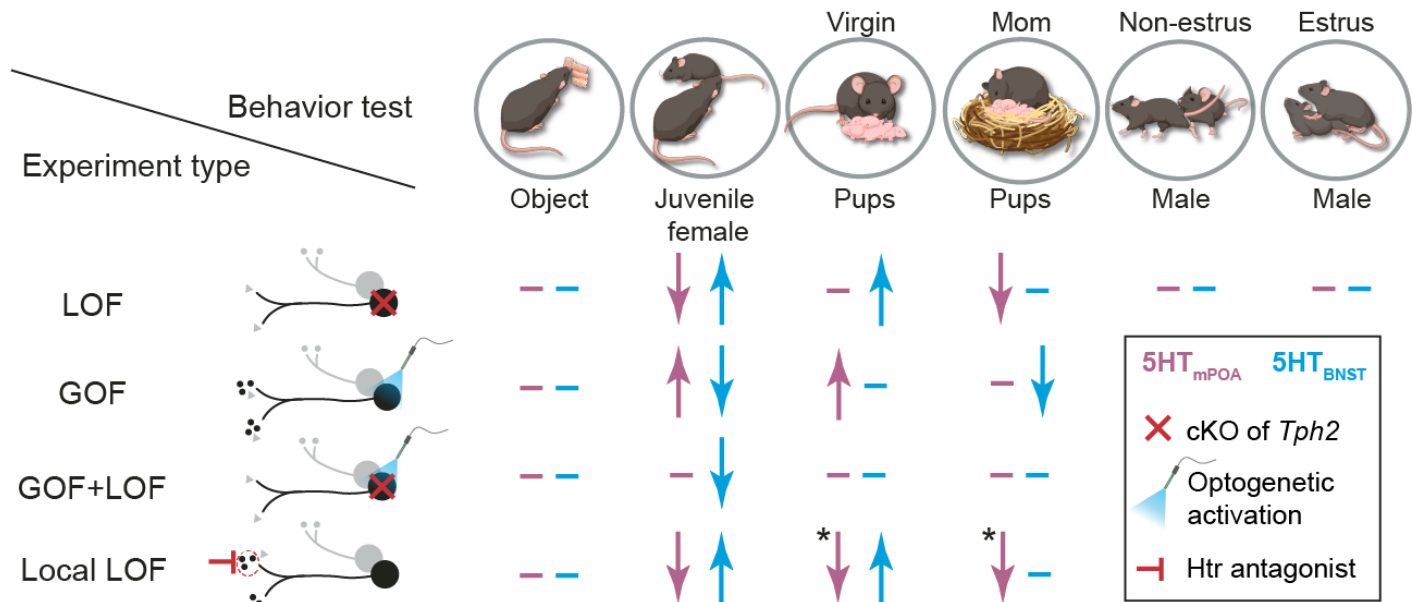 Virgin Mom Non-estrus Estrus
Behavior test
Experiment type
Object Juvenile female Pups Pups Male Male
LOF
GOF
GOF+LOF
Local LOF
* *
5HTmPOA 5HTBNST
cKO of Tph2
Optogenetic
activation
Htr antagonist